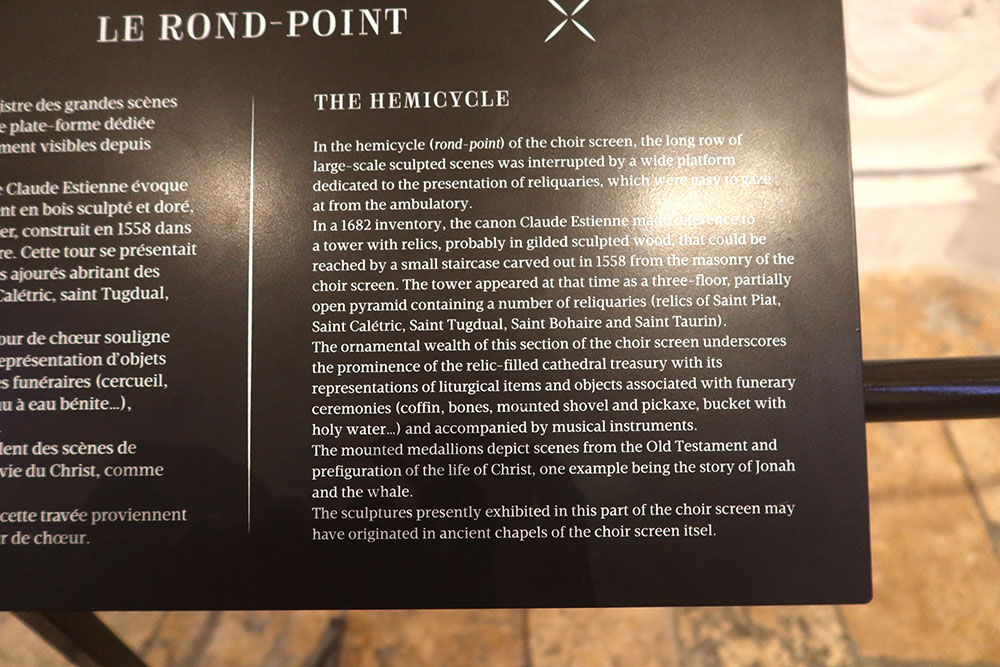 LE ROND-POINT
istre des grandes scènes
e plate-forme dédiée
ment visibles depuis
e Claude Estienne évoque
nt en bois sculpté et doré,
er, construit en 1558 dans
re. Cette tour se présentait
s ajourés abritant des
Calétric, saint Tugdual,
our de chœur souligne
eprésentation d'objets
es funéraires (cercueil,
u à eau bénite...),
lent des scènes de
vie du Christ, comme
cette travée proviennent
r de chœur.
THE HEMICYCLE
In the hemicycle (rond-point) of the choir screen, the long row of
large-scale sculpted scenes was interrupted by a wide platform
dedicated to the presentation of reliquaries, which were easy to gaze
at from the ambulatory.
In a 1682 inventory, the canon Claude Estienne made reference to
a tower with relics, probably in gilded sculpted wood, that could be
reached by a small staircase carved out in 1558 from the masonry of the
choir screen. The tower appeared at that time as a three-floor, partially
open pyramid containing a number of reliquaries (relics of Saint Piat,
Saint Calétric, Saint Tugdual, Saint Bohaire and Saint Taurin).
The ornamental wealth of this section of the choir screen underscores
the prominence of the relic-filled cathedral treasury with its
representations of liturgical items and objects associated with funerary
ceremonies (coffin, bones, mounted shovel and pickaxe, bucket with
holy water...) and accompanied by musical instruments.
The mounted medallions depict scenes from the Old Testament and
prefiguration of the life of Christ, one example being the story of Jonah
and the whale.
The sculptures presently exhibited in this part of the choir screen may
have originated in ancient chapels of the choir screen itsel.